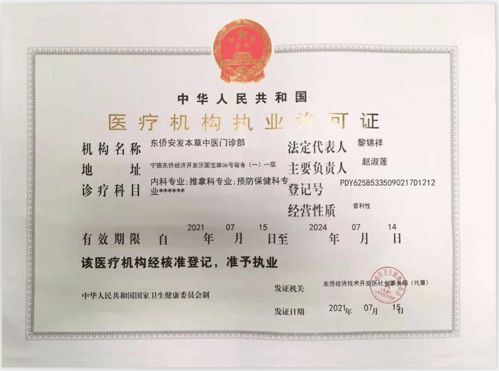 中华人民共和国
医疗机构执业许可证
机构名称 东侨安发本草中医门诊部
法定代表人 黎锦祥
地址 宁德东侨经济开发区国宝路36号宿舍（一）一层
主要负责人 赵淑莲
诊疗科目 内科专业;推拿科专业;预防保健科专业******
登记号 PDY62585335090217D1212
经营性质 营利性
有效期限 自 2021 年 07 月 15 日至 2024 年 07 月 14 日
该医疗机构经核准登记，准予执业
发证机关 东侨经济技术开发区社会事务局（代章）
中华人民共和国国家卫生健康委员会制
发证日期 2021年 07月 15日